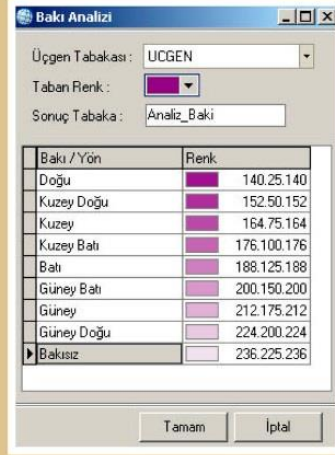 Bakı Analizi
Üçgen Tabakası : UCGEN
Taban Renk :
Sonuç Tabaka : Analiz_Baki
Bakı / Yön Renk
Doğu 140.25.140
Kuzey Doğu 152.50.152
Kuzey 164.75.164
Kuzey Batı 176.100.176
Batı 188.125.188
Güney Batı 200.150.200
Güney 212.175.212
Güney Doğu 224.200.224
Bakısız 236.225.236
Tamam İptal